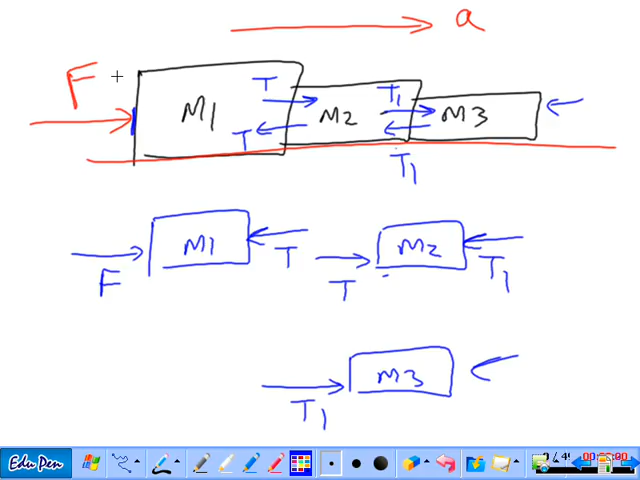 a
F
M1 T T M2 T1 M3
T1
F M1 T
T M2 T1
T1 M3
Edu Pen